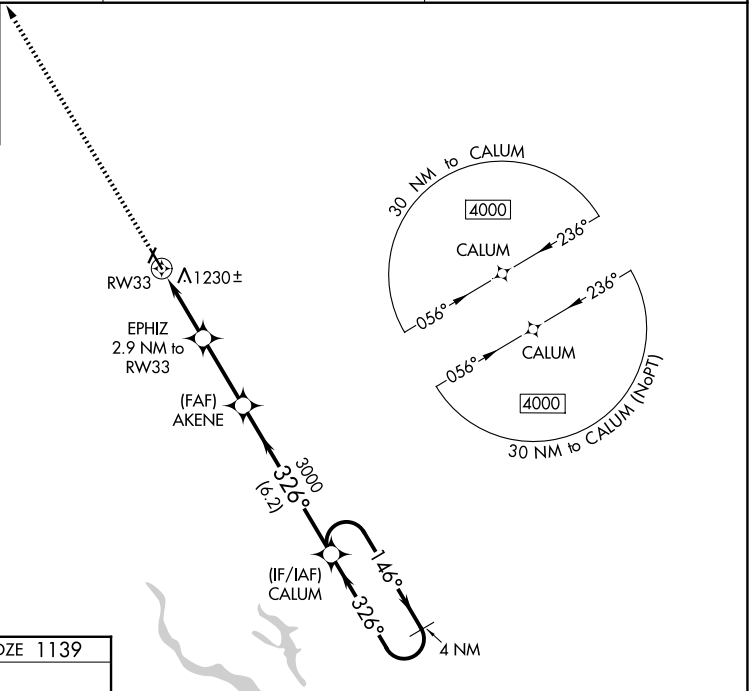 30 NM to CALUM
4000
CALUM
236°
056°
RW33
1230±
236°
056°
CALUM
4000
30 NM to CALUM (NoPT)
EPHIZ
2.9 NM to
RW33
(FAF)
AKENE
3000
326°
(6.2)
(IF/IAF)
CALUM
146°
326°
4 NM
DZE 1139